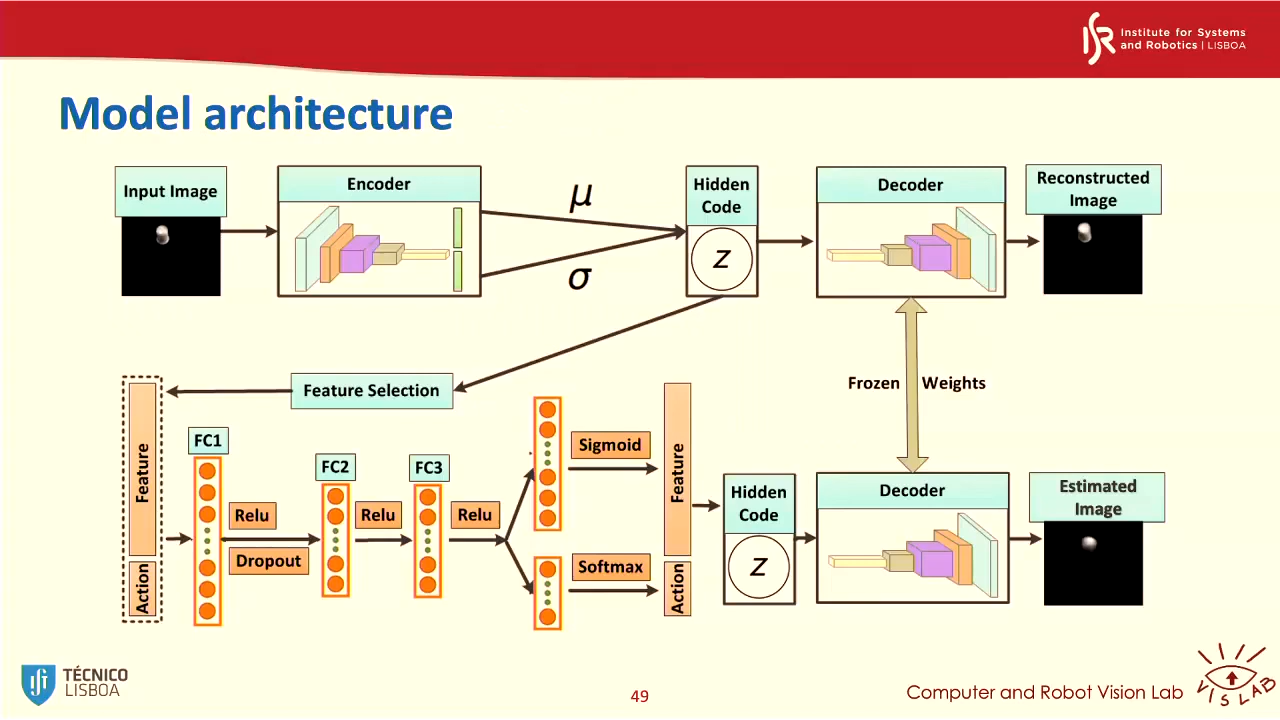 Institute for Systems
and Robotics | LISBOA
Model architecture
Input Image
Encoder
μ
σ
Hidden
Code
z
Decoder
Reconstructed
Image
Feature Selection
Frozen Weights
Feature
Action
FC1
Relu
Dropout
FC2
Relu
FC3
Relu
Sigmoid
Softmax
Feature
Action
Hidden
Code
z
Decoder
Estimated
Image
TÉCNICO
LISBOA
49
Computer and Robot Vision Lab
VISLAB